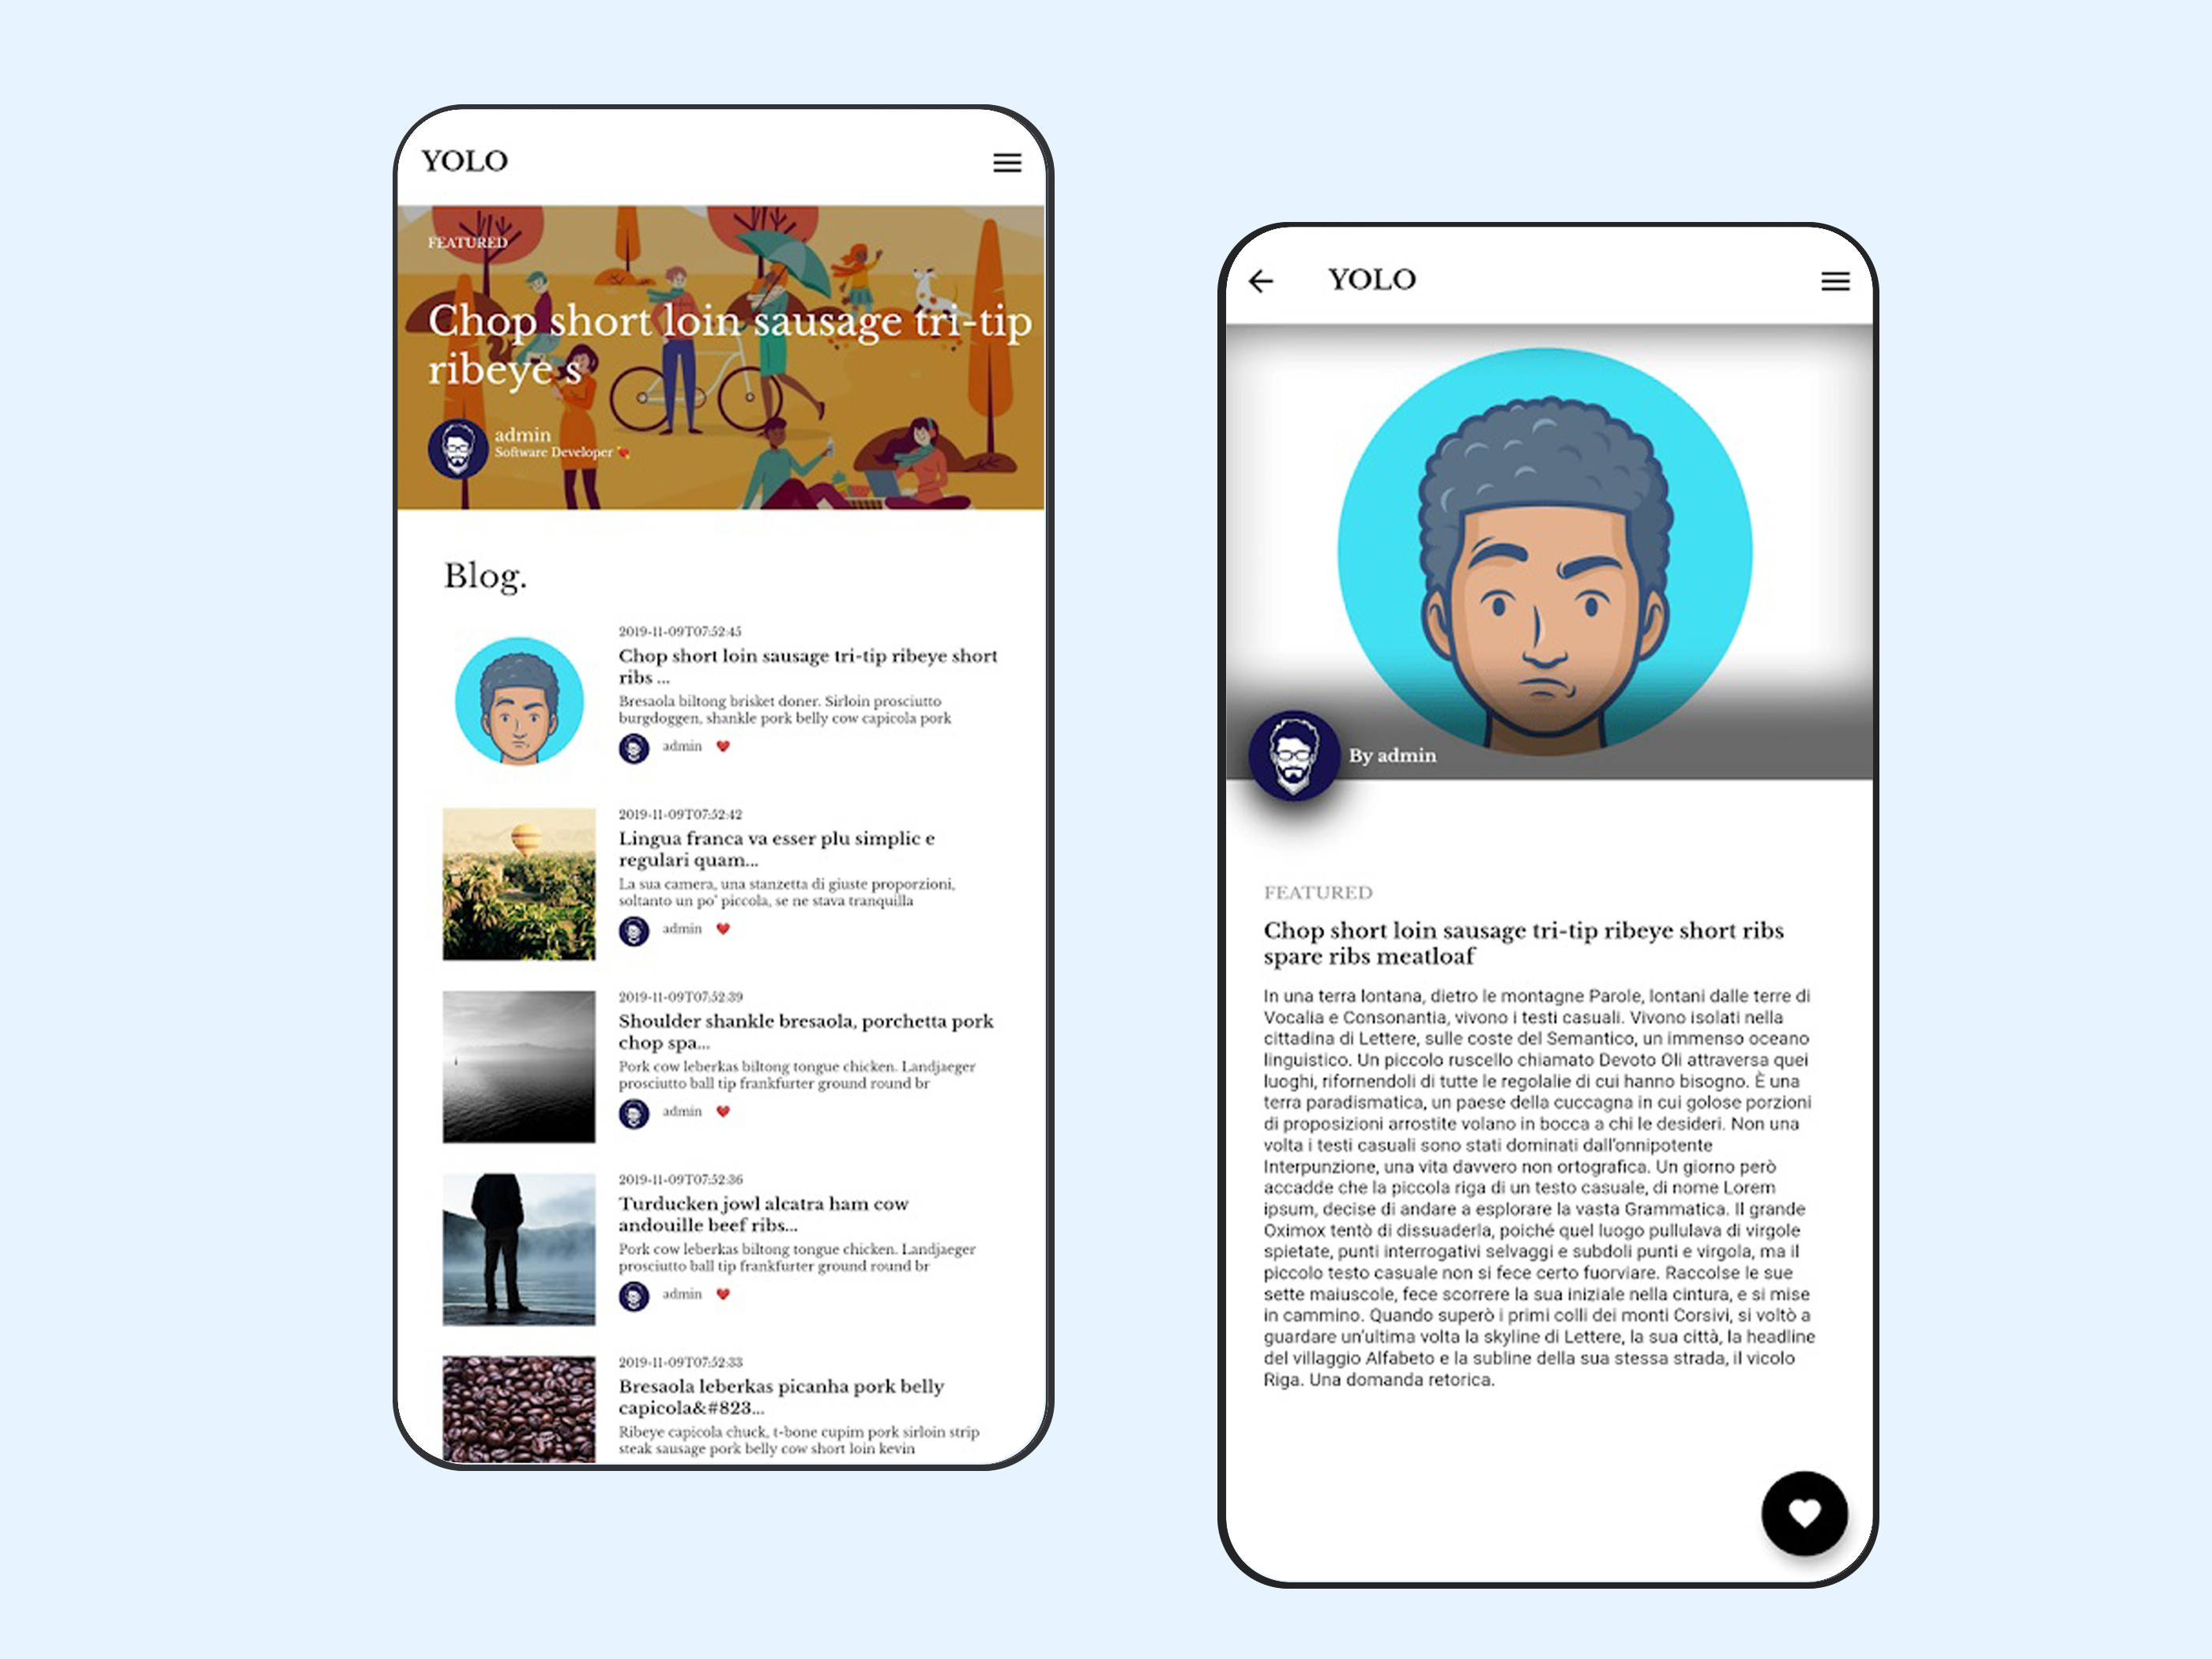 YOLO
FEATURED
Chop short loin sausage tri-tip
ribeye s
admin
Software Developer
Blog.
2019-11-09T07:52:45
Chop short loin sausage tri-tip ribeye short
ribs ...
Bresaola biltong brisket doner. Sirloin prosciutto
burgdoggen, shankle pork belly cow capicola pork
admin ❤️
2019-11-09T07:52:42
Lingua franca va esser plu simplic e
regulari quam...
La sua camera, una stanzetta di giuste proporzioni,
soltanto un po' piccola, se ne stava tranquilla
admin ❤️
2019-11-09T07:52:39
Shoulder shankle bresaola, porchetta pork
chop spa...
Pork cow leberkas biltong tongue chicken. Landjaeger
prosciutto ball tip frankfurter ground round br
admin ❤️
2019-11-09T07:52:36
Turducken jowl alcatra ham cow
andouille beef ribs...
Pork cow leberkas biltong tongue chicken. Landjaeger
prosciutto ball tip frankfurter ground round br
admin ❤️
2019-11-09T07:52:33
Bresaola leberkas picanha pork belly
capicola&#823...
Ribeye capicola chuck, t-bone cupim pork sirloin strip
steak sausage pork belly cow short loin kevin
YOLO
By admin
FEATURED
Chop short loin sausage tri-tip ribeye short ribs
spare ribs meatloaf
In una terra lontana, dietro le montagne Parole, lontani dalle terre di
Vocalia e Consonantia, vivono i testi casuali. Vivono isolati nella
cittadina di Lettere, sulle coste del Semantico, un immenso oceano
linguistico. Un piccolo ruscello chiamato Devoto Oli attraversa quei
luoghi, rifornendoli di tutte le regolalie di cui hanno bisogno. È una
terra paradismatica, un paese della cuccagna in cui golose porzioni
di proposizioni arrostite volano in bocca a chi le desideri. Non una
volta i testi casuali sono stati dominati dall'onnipotente
Interpunzione, una vita davvero non ortografica. Un giorno però
accadde che la piccola riga di un testo casuale, di nome Lorem
ipsum, decise di andare a esplorare la vasta Grammatica. Il grande
Oximox tentò di dissuaderla, poiché quel luogo pullulava di virgole
spietate, punti interrogativi selvaggi e subdoli punti e virgola, ma il
piccolo testo casuale non si fece certo fuorviare. Raccolse le sue
sette maiuscole, fece scorrere la sua iniziale nella cintura, e si mise
in cammino. Quando superò i primi colli dei monti Corsivi, si voltò a
guardare un'ultima volta la skyline di Lettere, la sua città, la headline
del villaggio Alfabeto e la subline della sua stessa strada, il vicolo
Riga. Una domanda retorica.